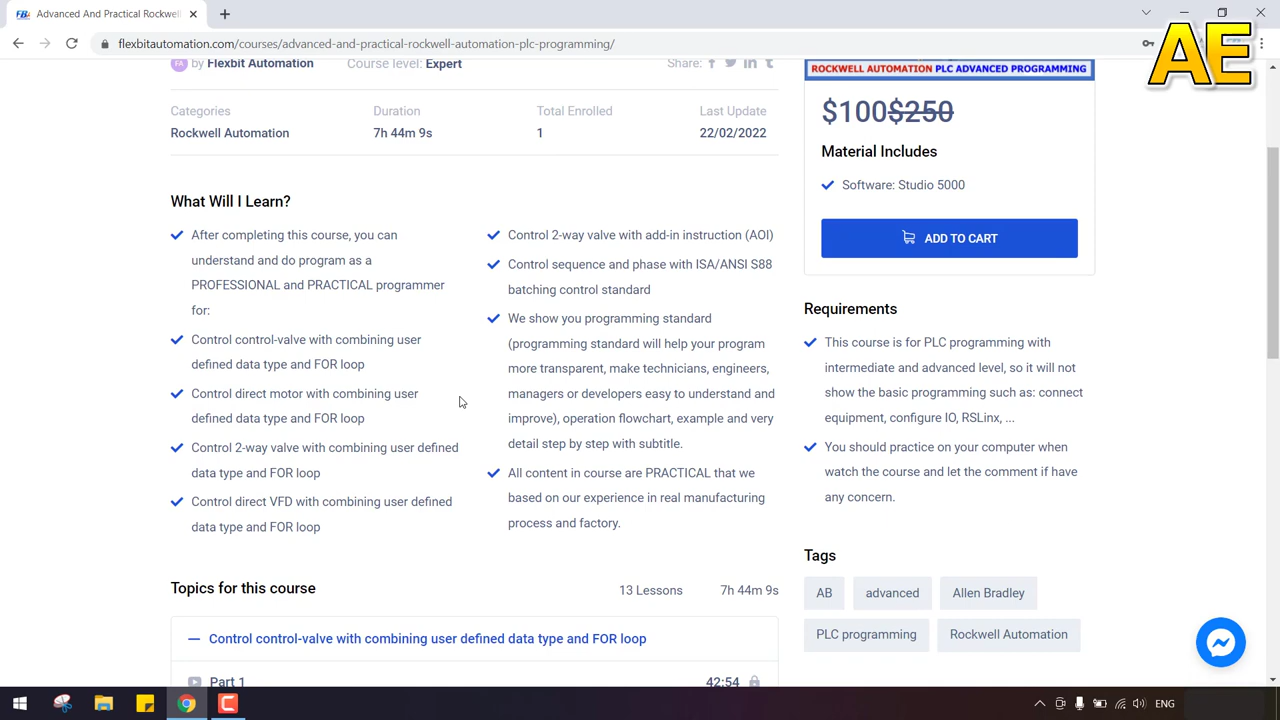 Advanced And Practical Rockwell
flexbitautomation.com/courses/advanced-and-practical-rockwell-automation-plc-programming/
AE
FA by Flexbit Automation
Course level: Expert
Share:
Categories
Duration
Total Enrolled
Last Update
Rockwell Automation
7h 44m 9s
1
22/02/2022
What Will I Learn?
After completing this course, you can
understand and do program as a
PROFESSIONAL and PRACTICAL programmer
for:
Control control-valve with combining user
defined data type and FOR loop
Control direct motor with combining user
defined data type and FOR loop
Control 2-way valve with combining user defined
data type and FOR loop
Control direct VFD with combining user defined
data type and FOR loop
Control 2-way valve with add-in instruction (AOI)
Control sequence and phase with ISA/ANSI S88
batching control standard
We show you programming standard
(programming standard will help your program
more transparent, make technicians, engineers,
managers or developers easy to understand and
improve), operation flowchart, example and very
detail step by step with subtitle.
All content in course are PRACTICAL that we
based on our experience in real manufacturing
process and factory.
Topics for this course
13 Lessons
7h 44m 9s
Control control-valve with combining user defined data type and FOR loop
Part 1
42:54
ROCKWELL AUTOMATION PLC ADVANCED PROGRAMMING
$100$250
Material Includes
Software: Studio 5000
ADD TO CART
Requirements
This course is for PLC programming with
intermediate and advanced level, so it will not
show the basic programming such as: connect
equipment, configure IO, RSLinx, ...
You should practice on your computer when
watch the course and let the comment if have
any concern.
Tags
AB
advanced
Allen Bradley
PLC programming
Rockwell Automation
ENG